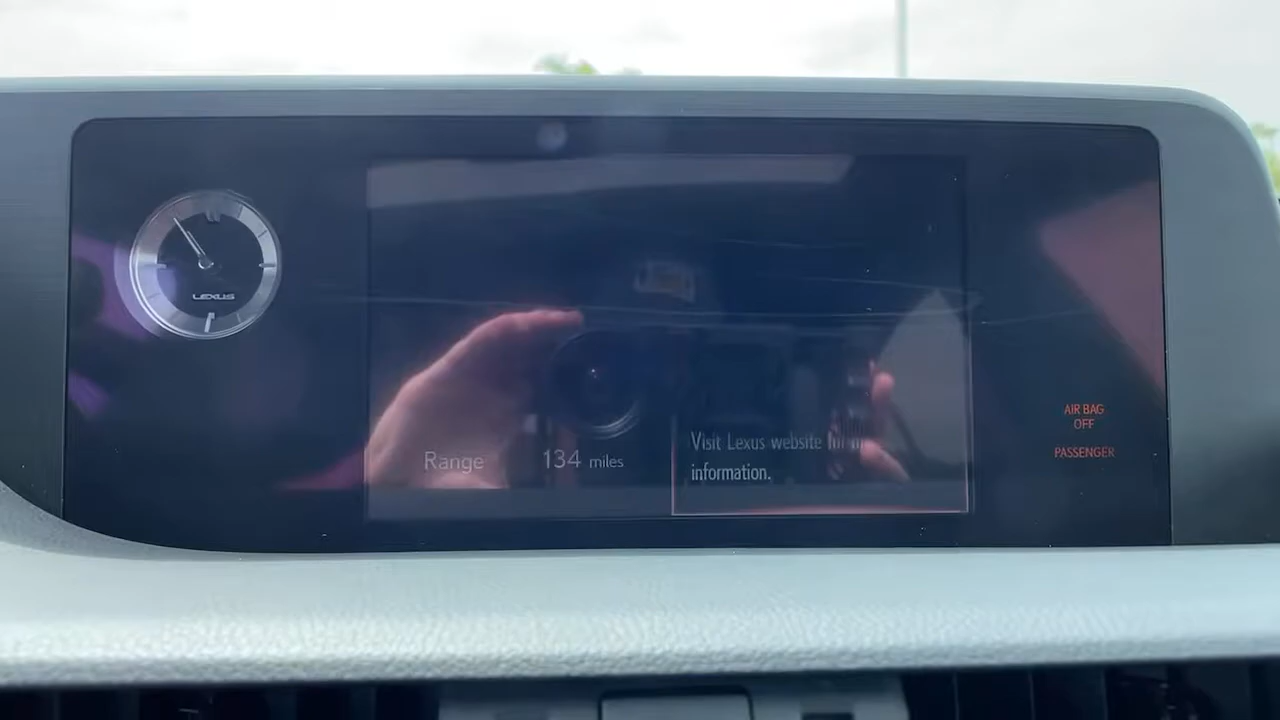 LEXUS
Range 134 miles
Visit Lexus website
information.
AIR BAG
OFF
PASSENGER